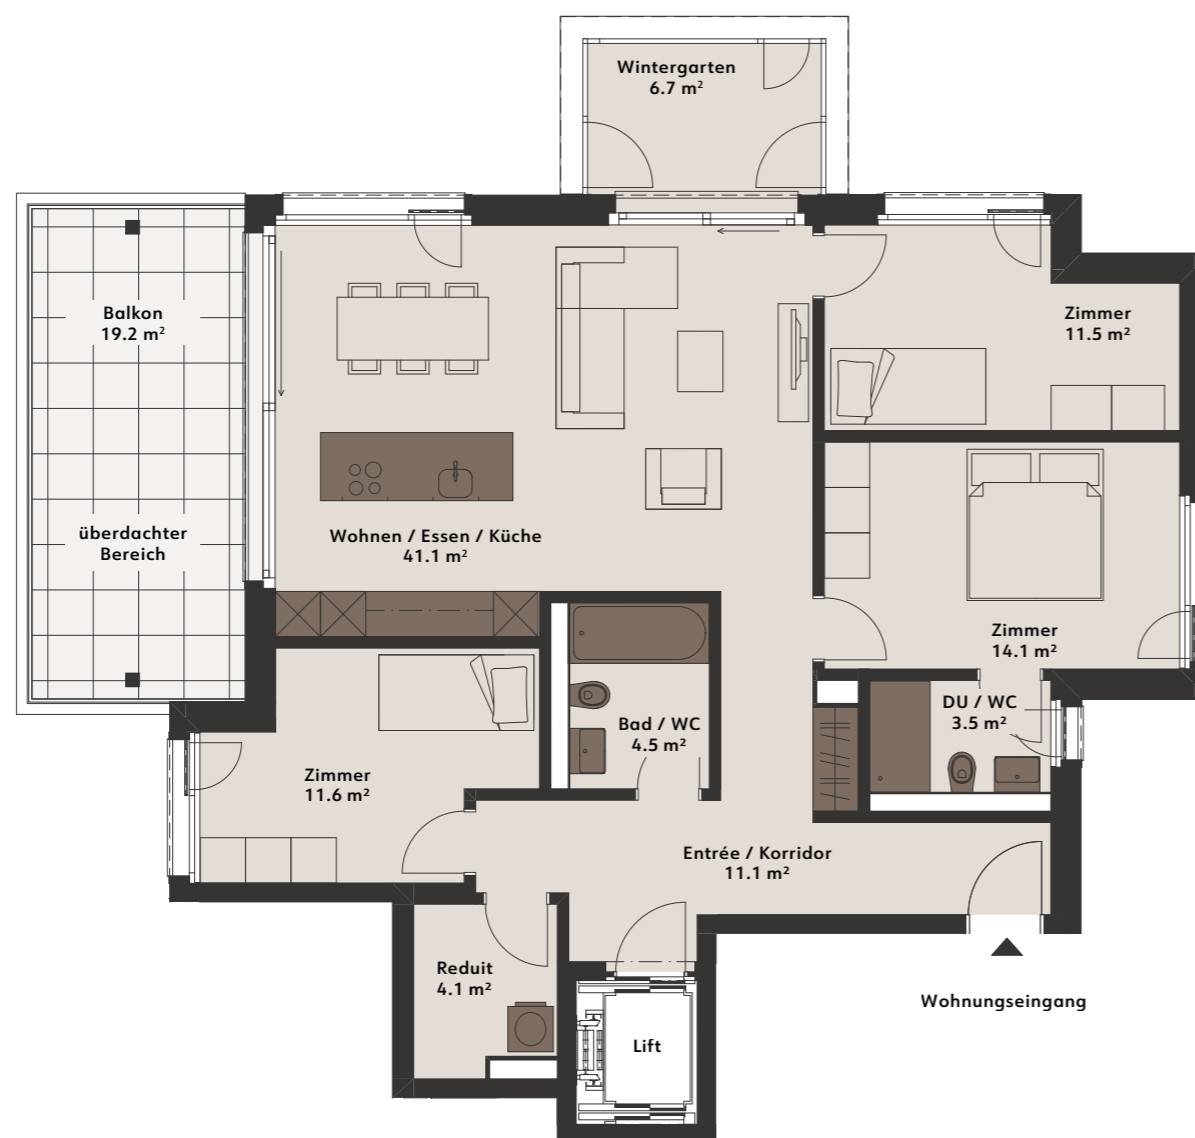 Wintergarten
6.7 m²
Balkon
19.2 m²
Zimmer
11.5 m²
überdachter
Bereich
Wohnen / Essen / Küche
41.1 m²
Zimmer
14.1 m²
DU / WC
3.5 m²
Bad / WC
4.5 m²
Zimmer
11.6 m²
Entrée / Korridor
11.1 m²
Reduit
4.1 m²
Wohnungseingang
Lift